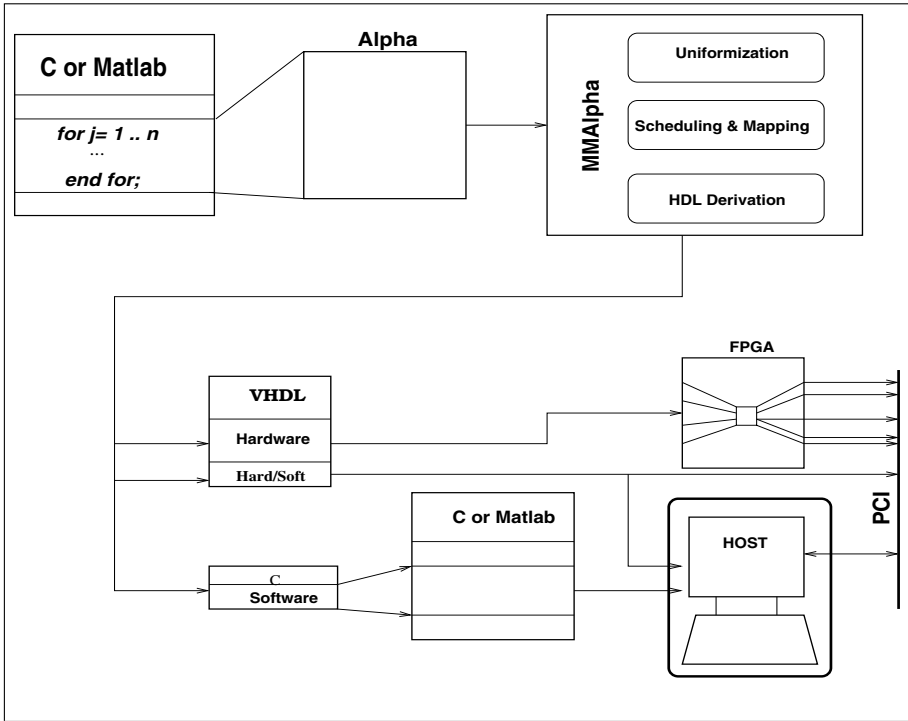 C or Matlab
for j= 1 .. n
...
end for;
Alpha
MMAlpha
Uniformization
Scheduling & Mapping
HDL Derivation
VHDL
Hardware
Hard/Soft
C
Software
C or Matlab
FPGA
HOST
PCI